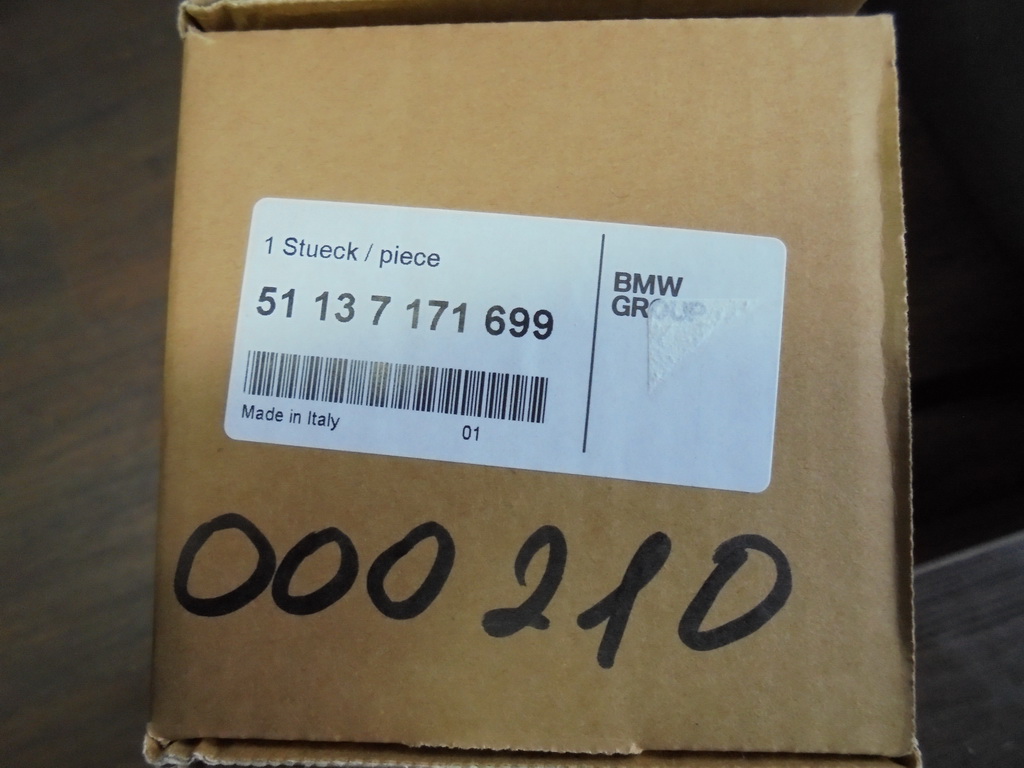 1 Stueck / piece
51 13 7 171 699
Made in Italy
01
BMW
GROUP
000210